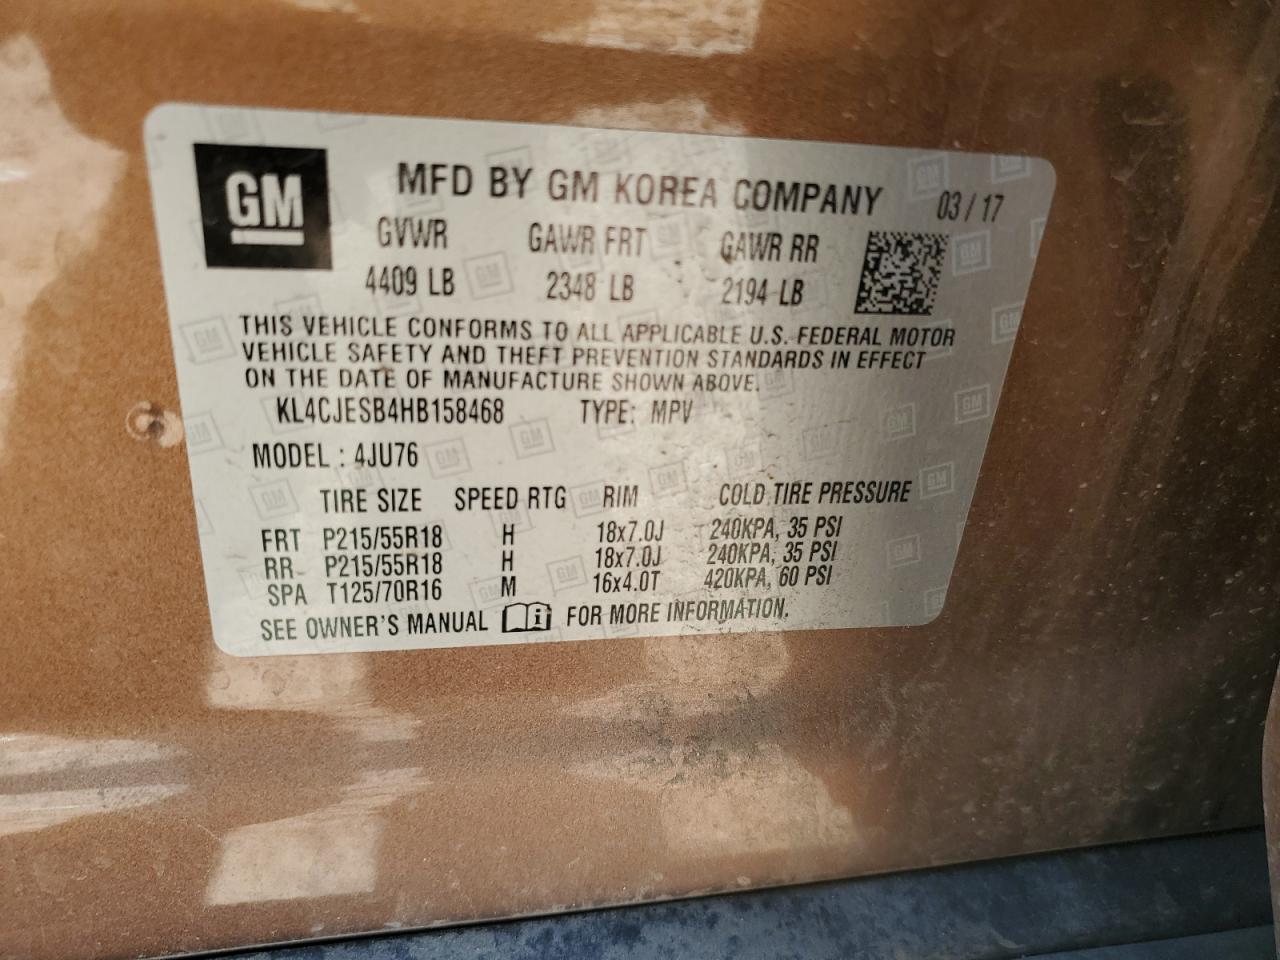 GM MFD BY GM KOREA COMPANY 03 / 17
GVWR GAWR FRT GAWR RR
4409 LB 2348 LB 2194 LB
THIS VEHICLE CONFORMS TO ALL APPLICABLE U.S. FEDERAL MOTOR
VEHICLE SAFETY AND THEFT PREVENTION STANDARDS IN EFFECT
ON THE DATE OF MANUFACTURE SHOWN ABOVE.
KL4CJESB4HB158468 TYPE: MPV
MODEL : 4JU76
TIRE SIZE SPEED RTG RIM COLD TIRE PRESSURE
FRT P215/55R18 H 18x7.0J 240KPA, 35 PSI
RR P215/55R18 H 18x7.0J 240KPA, 35 PSI
SPA T125/70R16 M 16x4.0T 420KPA, 60 PSI
SEE OWNER'S MANUAL FOR MORE INFORMATION.